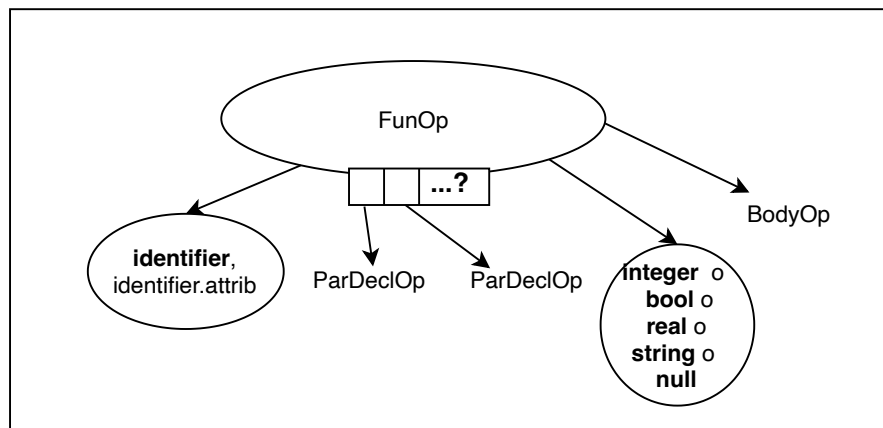 FunOp
...?
BodyOp
identifier,
identifier.attrib
ParDeclOp
ParDeclOp
integer o
bool o
real o
string o
null